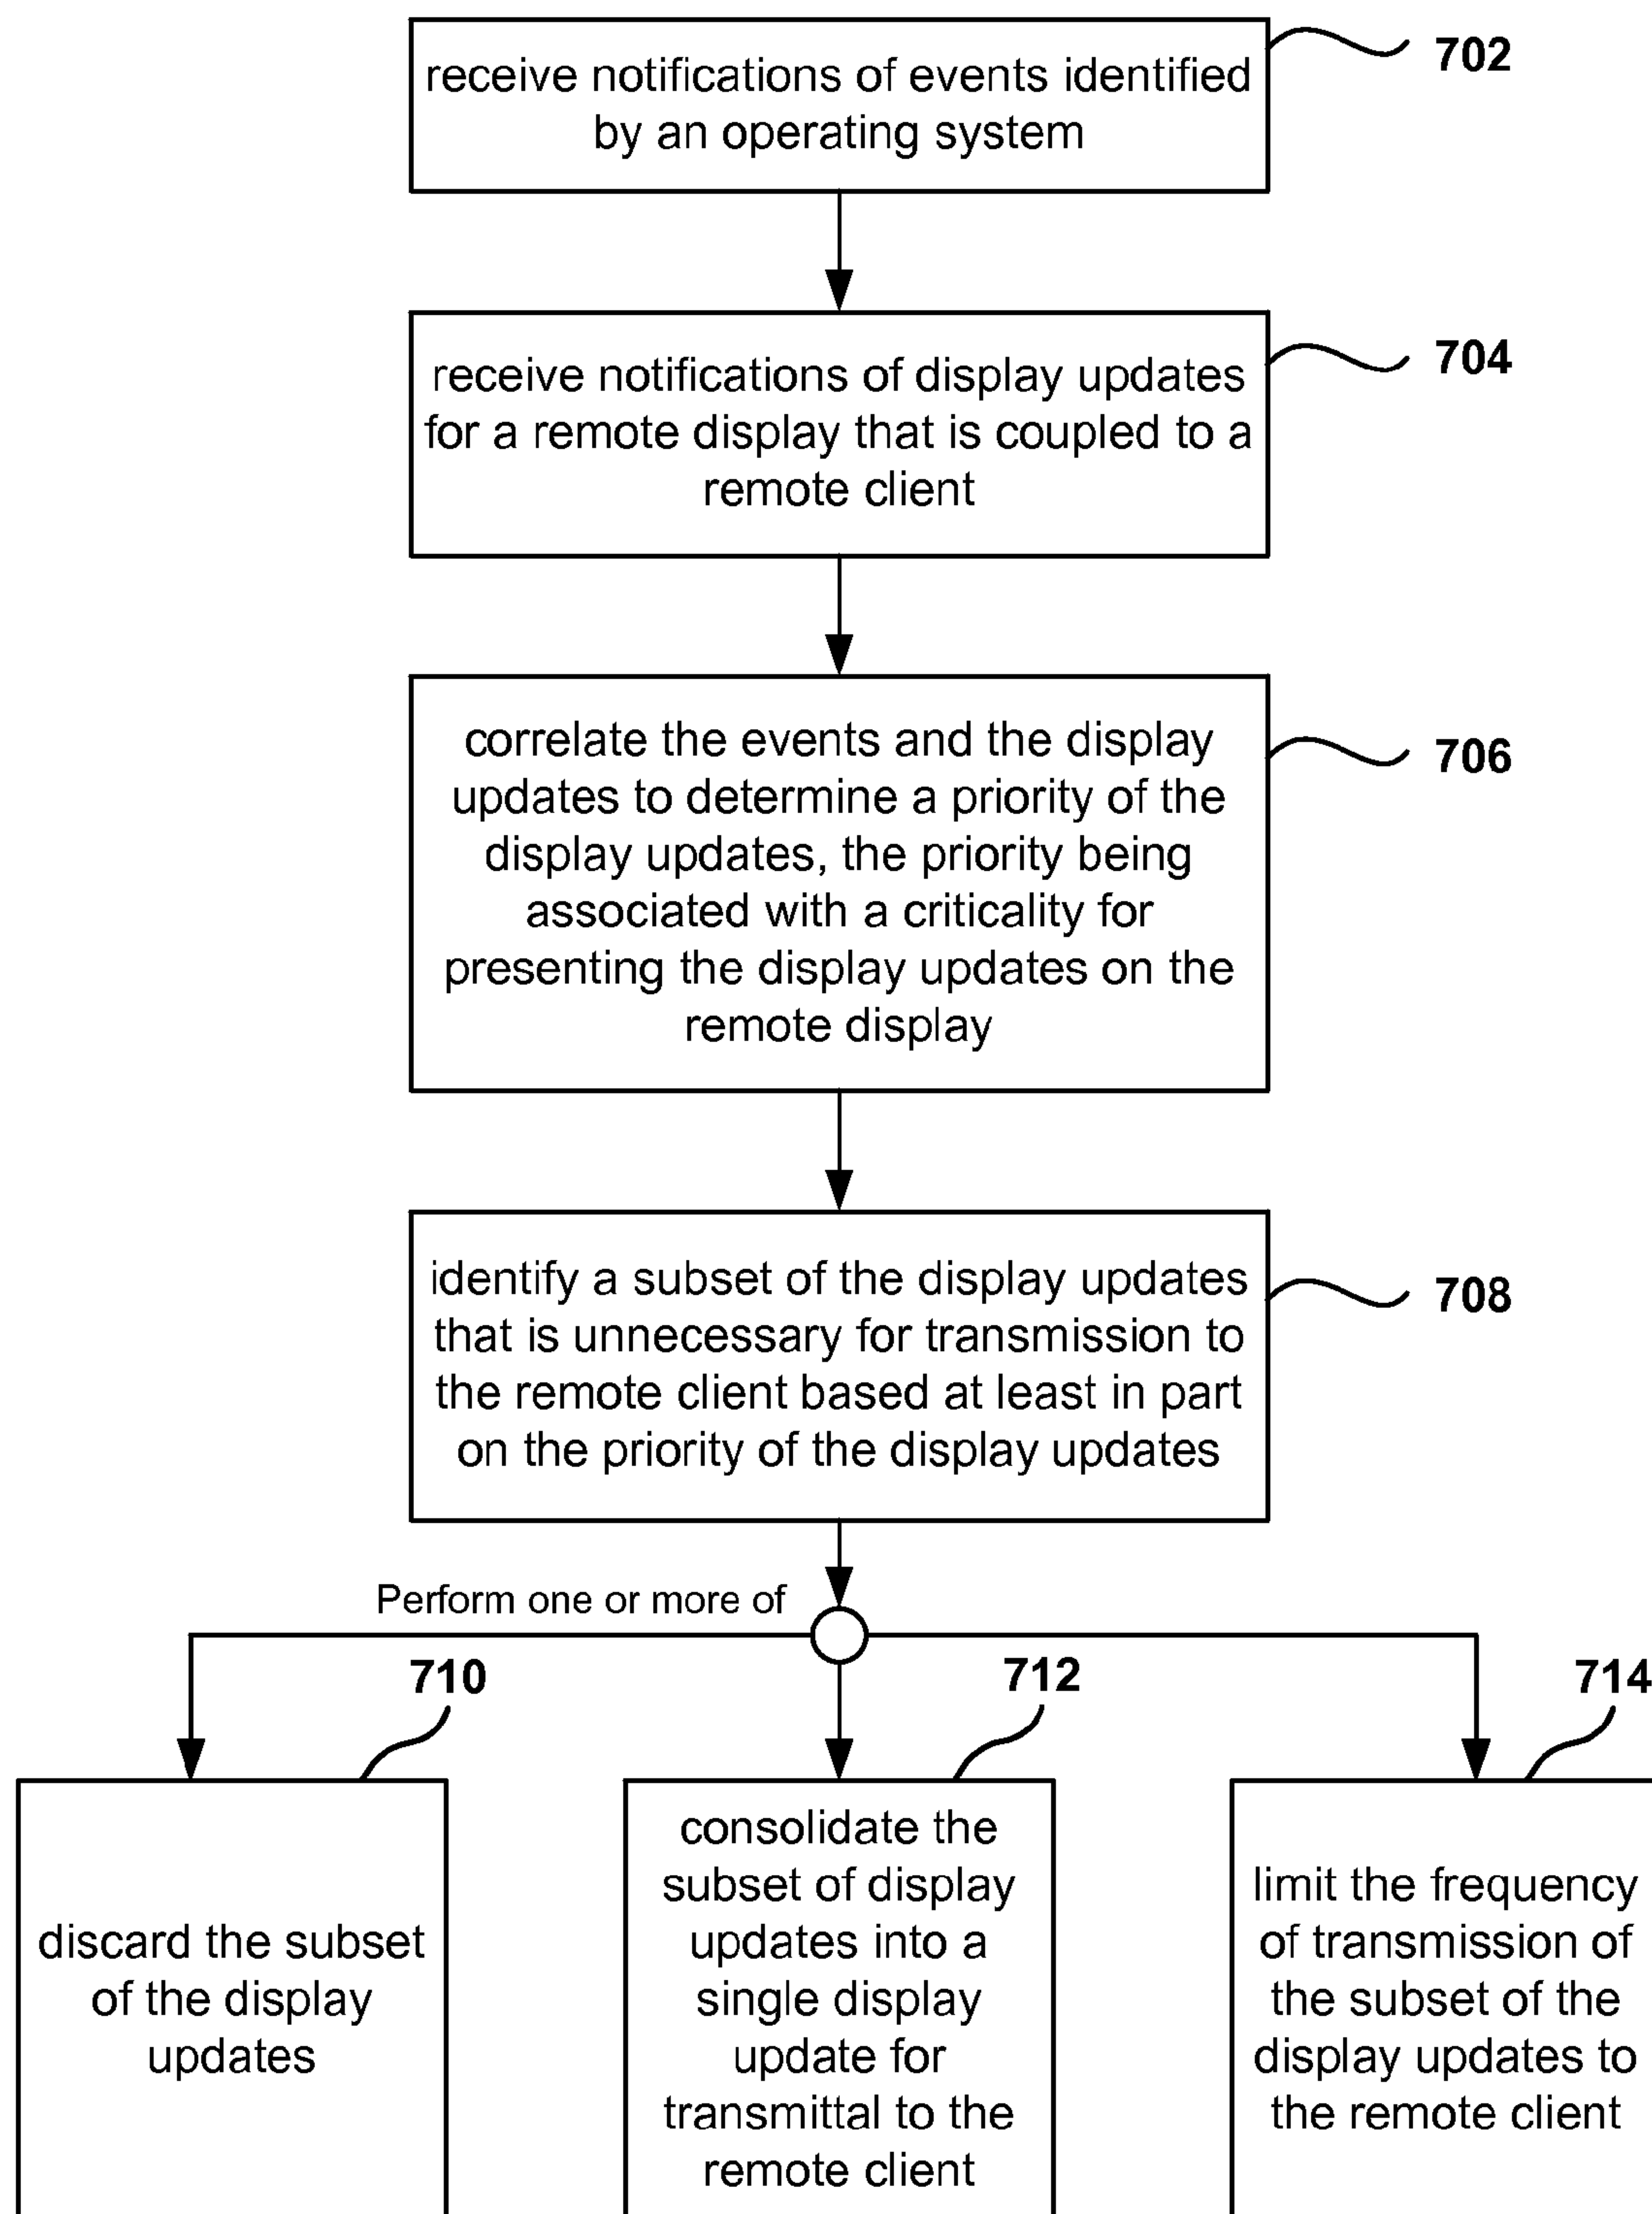 receive notifications of events identified
by an operating system
702
receive notifications of display updates
for a remote display that is coupled to a
remote client
704
correlate the events and the display
updates to determine a priority of the
display updates, the priority being
associated with a criticality for
presenting the display updates on the
remote display
706
identify a subset of the display updates
that is unnecessary for transmission to
the remote client based at least in part
on the priority of the display updates
708
Perform one or more of
710
discard the subset
of the display
updates
712
consolidate the
subset of display
updates into a
single display
update for
transmittal to the
remote client
714
limit the frequency
of transmission of
the subset of the
display updates to
the remote client